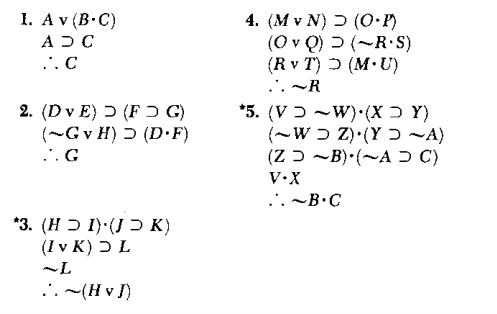 1. A v (B·C)
A ⊃ C
∴ C
2. (D v E) ⊃ (F ⊃ G)
(~G v H) ⊃ (D·F)
∴ G
*3. (H ⊃ I)·(J ⊃ K)
(I v K) ⊃ L
~L
∴ ~(H v J)
4. (M v N) ⊃ (O·P)
(O v Q) ⊃ (~R·S)
(R v T) ⊃ (M·U)
∴ ~R
*5. (V ⊃ ~W)·(X ⊃ Y)
(~W ⊃ Z)·(Y ⊃ ~A)
(Z ⊃ ~B)·(~A ⊃ C)
V·X
∴ ~B·C